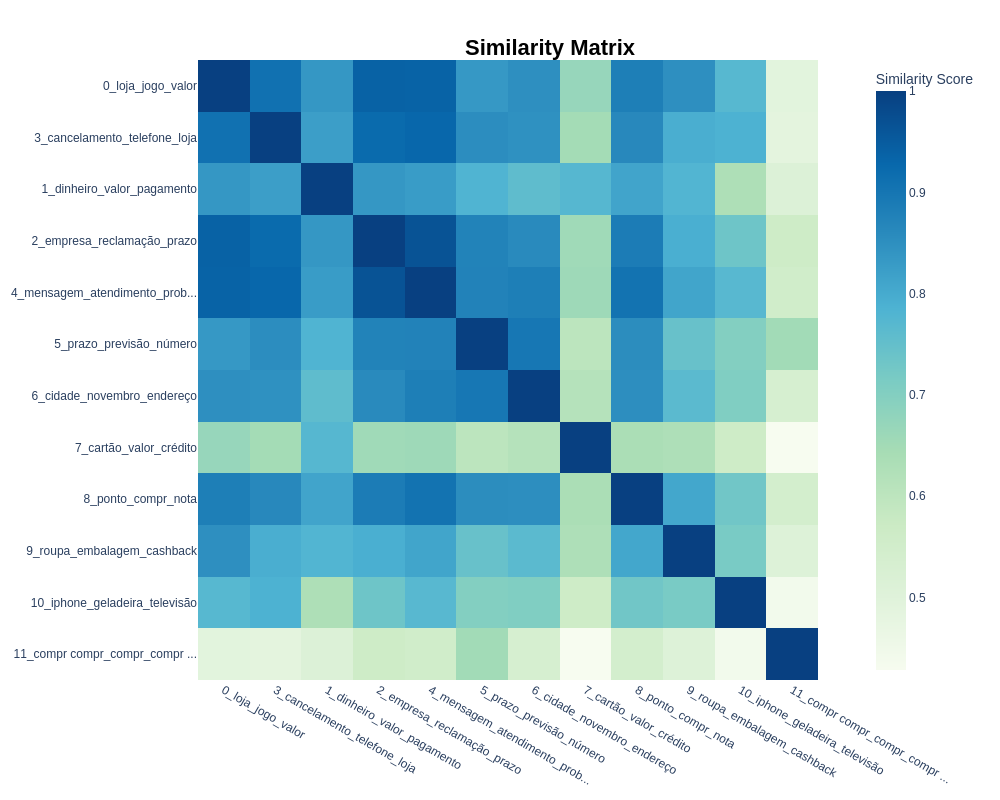 Similarity Matrix
Similarity Score
0_loja_jogo_valor
3_cancelamento_telefone_loja
1_dinheiro_valor_pagamento
2_empresa_reclamação_prazo
4_mensagem_atendimento_prob...
5_prazo_previsão_número
6_cidade_novembro_endereço
7_cartão_valor_crédito
8_ponto_compr_nota
9_roupa_embalagem_cashback
10_iphone_geladeira_televisão
11_compr compr_compr_compr ...
1
0.9
0.8
0.7
0.6
0.5
0_loja_jogo_valor
3_cancelamento_telefone_loja
1_dinheiro_valor_pagamento
2_empresa_reclamação_prazo
4_mensagem_atendimento_prob...
5_prazo_previsão_número
6_cidade_novembro_endereço
7_cartão_valor_crédito
8_ponto_compr_nota
9_roupa_embalagem_cashback
10_iphone_geladeira_televisão
11_compr compr_compr_compr ...